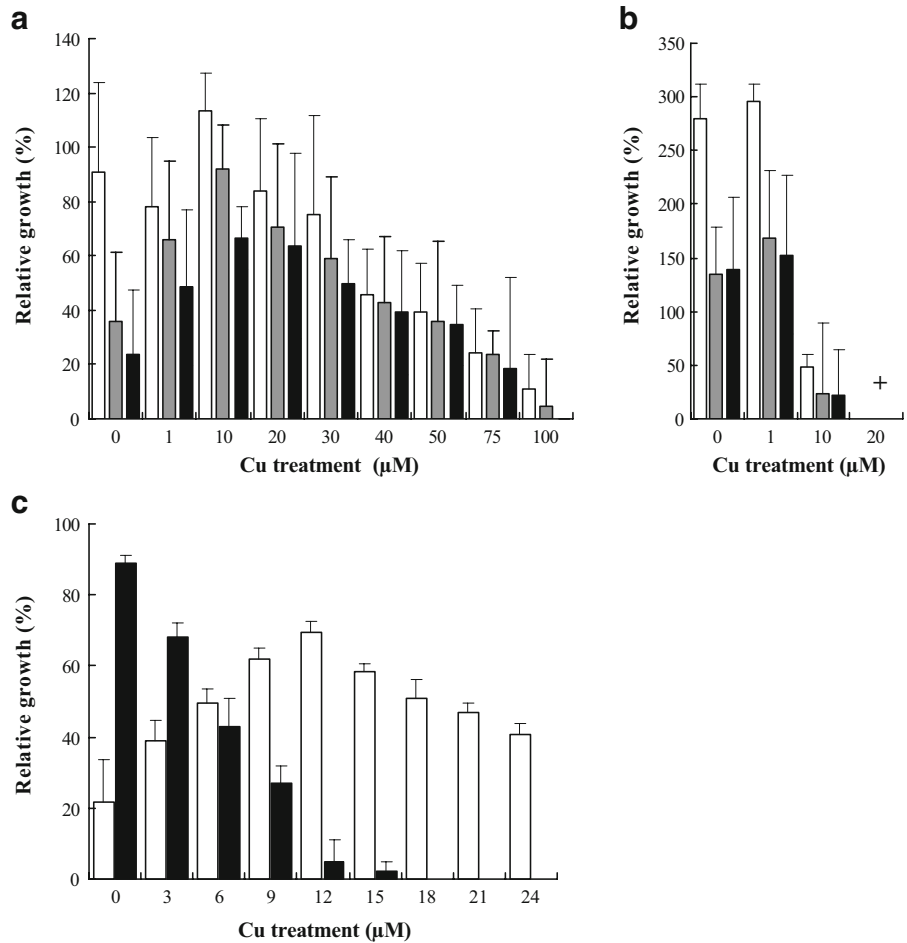 a
140
120
100
80
60
40
20
0
Relative growth (%)
0 1 10 20 30 40 50 75 100
Cu treatment (µM)
b
350
300
250
200
150
100
50
0
Relative growth (%)
+
0 1 10 20
Cu treatment (µM)
c
100
80
60
40
20
0
Relative growth (%)
0 3 6 9 12 15 18 21 24
Cu treatment (µM)